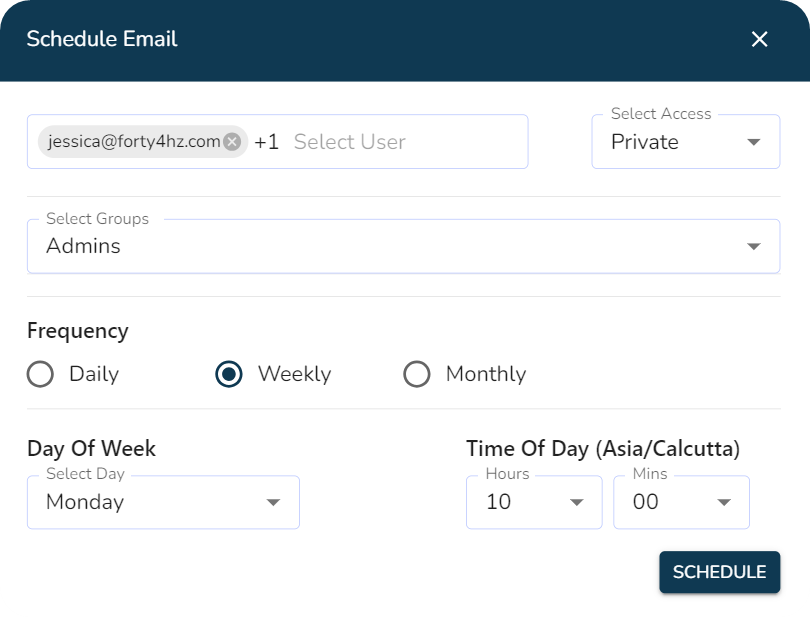 Schedule Email
jessica@forty4hz.com +1 Select User
Select Access
Private
Select Groups
Admins
Frequency
Daily Weekly Monthly
Day Of Week
Select Day
Monday
Time Of Day (Asia/Calcutta)
Hours
10
Mins
00
SCHEDULE